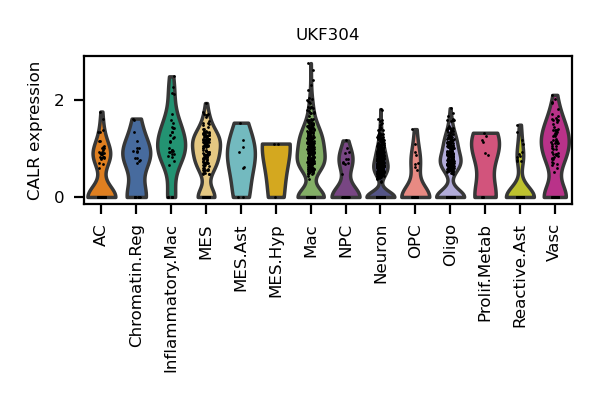 UKF304
CALR expression
2
0
AC
Chromatin.Reg
Inflammatory.Mac
MES
MES.Ast
MES.Hyp
Mac
NPC
Neuron
OPC
Oligo
Prolif.Metab
Reactive.Ast
Vasc